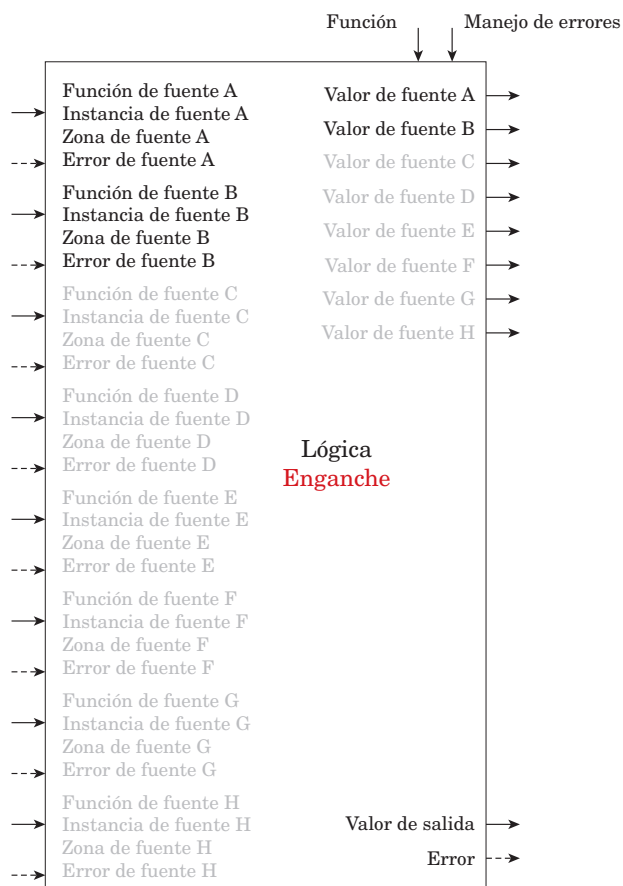 Función
Manejo de errores
Función de fuente A
Instancia de fuente A
Zona de fuente A
Error de fuente A
Función de fuente B
Instancia de fuente B
Zona de fuente B
Error de fuente B
Función de fuente C
Instancia de fuente C
Zona de fuente C
Error de fuente C
Función de fuente D
Instancia de fuente D
Zona de fuente D
Error de fuente D
Función de fuente E
Instancia de fuente E
Zona de fuente E
Error de fuente E
Función de fuente F
Instancia de fuente F
Zona de fuente F
Error de fuente F
Función de fuente G
Instancia de fuente G
Zona de fuente G
Error de fuente G
Función de fuente H
Instancia de fuente H
Zona de fuente H
Error de fuente H
Valor de fuente A
Valor de fuente B
Valor de fuente C
Valor de fuente D
Valor de fuente E
Valor de fuente F
Valor de fuente G
Valor de fuente H
Lógica
Enganche
Valor de salida
Error